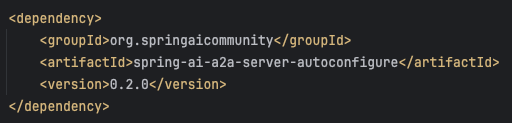 <dependency>
    <groupId>org.springaicommunity</groupId>
    <artifactId>spring-ai-a2a-server-autoconfigure</artifactId>
    <version>0.2.0</version>
</dependency>